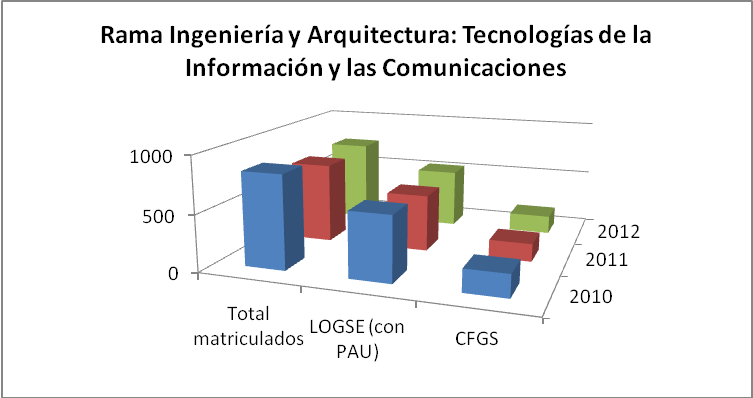 Rama Ingeniería y Arquitectura: Tecnologías de la
Información y las Comunicaciones
1000
500
0
2012
2011
2010
Total
matriculados
LOGSE (con
PAU)
CFGS